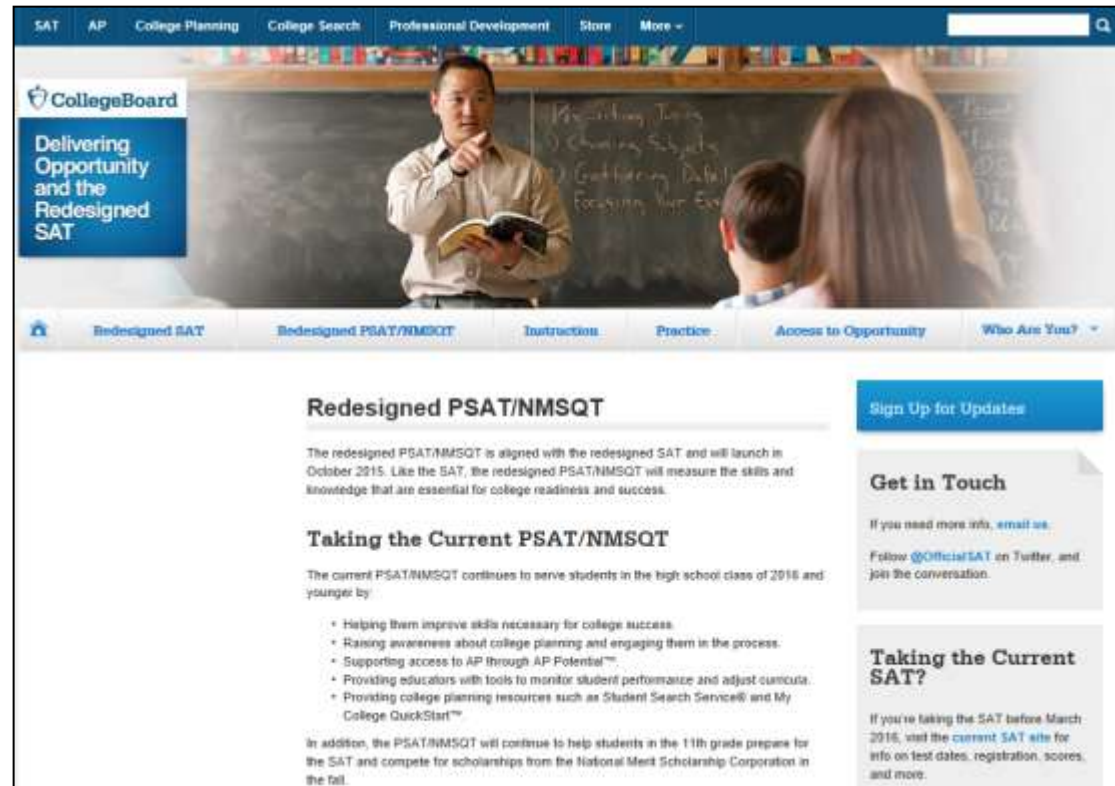 SAT AP College Planning College Search Professional Development Store More
CollegeBoard
Delivering
Opportunity
and the
Redesigned
SAT
Prewriting
1) Choosing Subjects
Gathering Details
Focusing Your
Redesigned SAT Redesigned PSAT/NMSQT Instruction Practice Access to Opportunity Who Are You?
Redesigned PSAT/NMSQT
The redesigned PSAT/NMSQT is aligned with the redesigned SAT and will launch in
October 2015. Like the SAT, the redesigned PSAT/NMSQT will measure the skills and
knowledge that are essential for college readiness and success.
Taking the Current PSAT/NMSQT
The current PSAT/NMSQT continues to serve students in the high school class of 2016 and
younger by:
• Helping them improve skills necessary for college success.
• Raising awareness about college planning and engaging them in the process.
• Supporting access to AP through AP Potential™.
• Providing educators with tools to monitor student performance and adjust curricula.
• Providing college planning resources such as Student Search Service® and My
College QuickStart™.
In addition, the PSAT/NMSQT will continue to help students in the 11th grade prepare for
the SAT and compete for scholarships from the National Merit Scholarship Corporation in
the fall.
Sign Up for Updates
Get in Touch
If you need more info, email us.
Follow @OfficialSAT on Twitter, and
join the conversation.
Taking the Current
SAT?
If you're taking the SAT before March
2016, visit the current SAT site for
info on test dates, registration, scores,
and more.